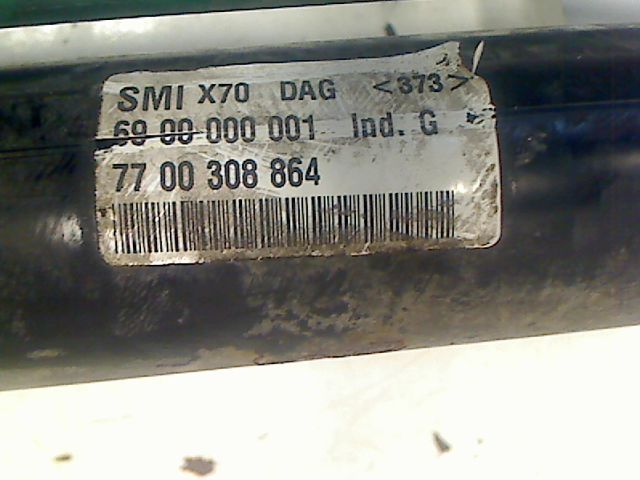 SMI X70 DAG <373>
69 00 000 001 Ind. G
77 00 308 864